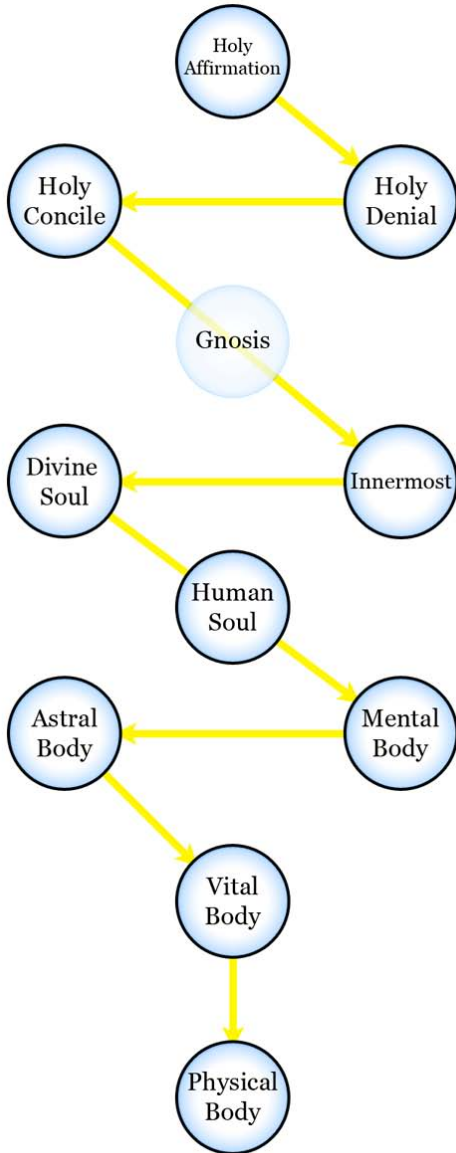 Holy
Affirmation
Holy
Concile
Holy
Denial
Gnosis
Divine
Soul
Innermost
Human
Soul
Astral
Body
Mental
Body
Vital
Body
Physical
Body